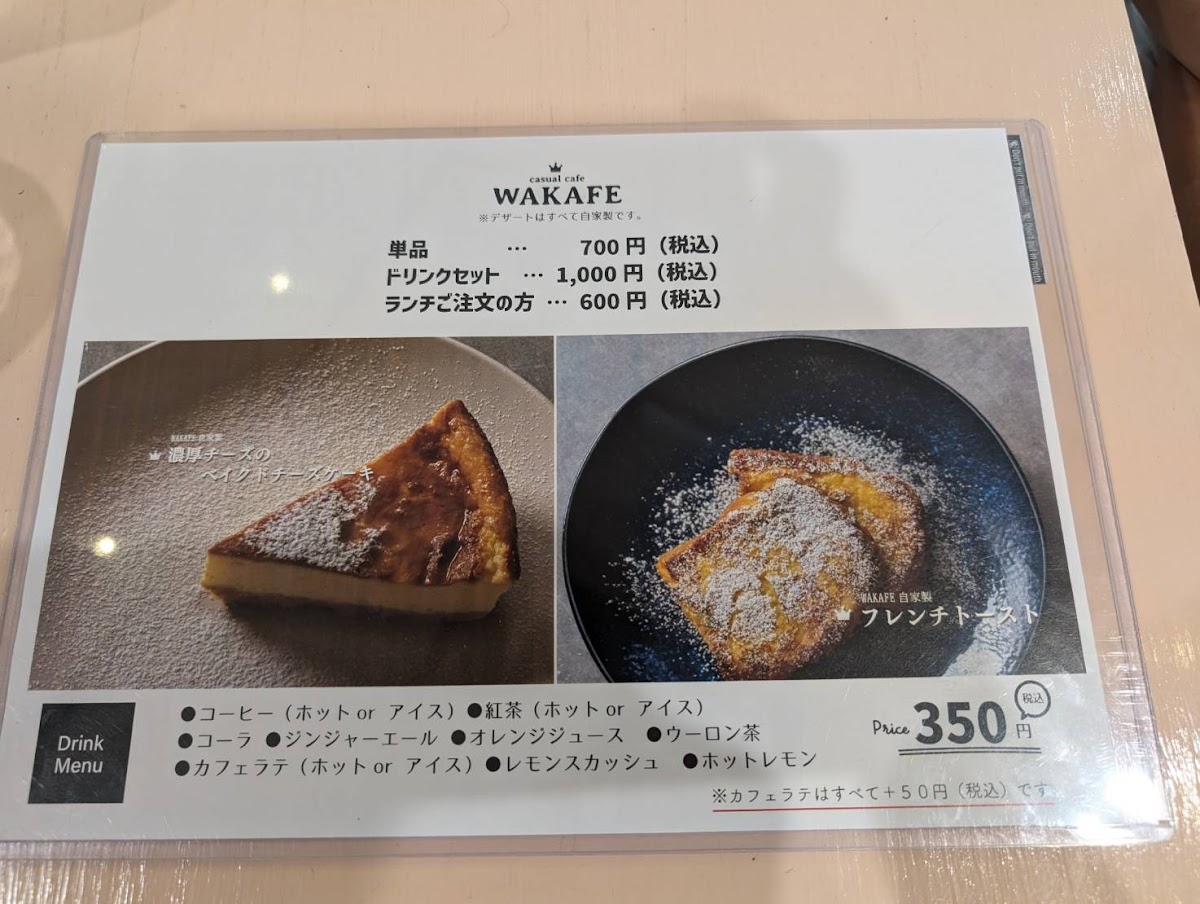 casual cafe
WAKAFE
※デザートはすべて自家製です。
単品 … 700円（税込）
ドリンクセット … 1,000円（税込）
ランチご注文の方 … 600円（税込）
WAKAFE 自家製
濃厚チーズの
ベイクドチーズケーキ
WAKAFE 自家製
フレンチトースト
Drink
Menu
●コーヒー（ホット or アイス）●紅茶（ホット or アイス）
●コーラ ●ジンジャーエール ●オレンジジュース ●ウーロン茶
●カフェラテ（ホット or アイス）●レモンスカッシュ ●ホットレモン
Price 350円 税込
※カフェラテはすべて＋５０円（税込）です
Don't put in mouth
Don't put in mouth